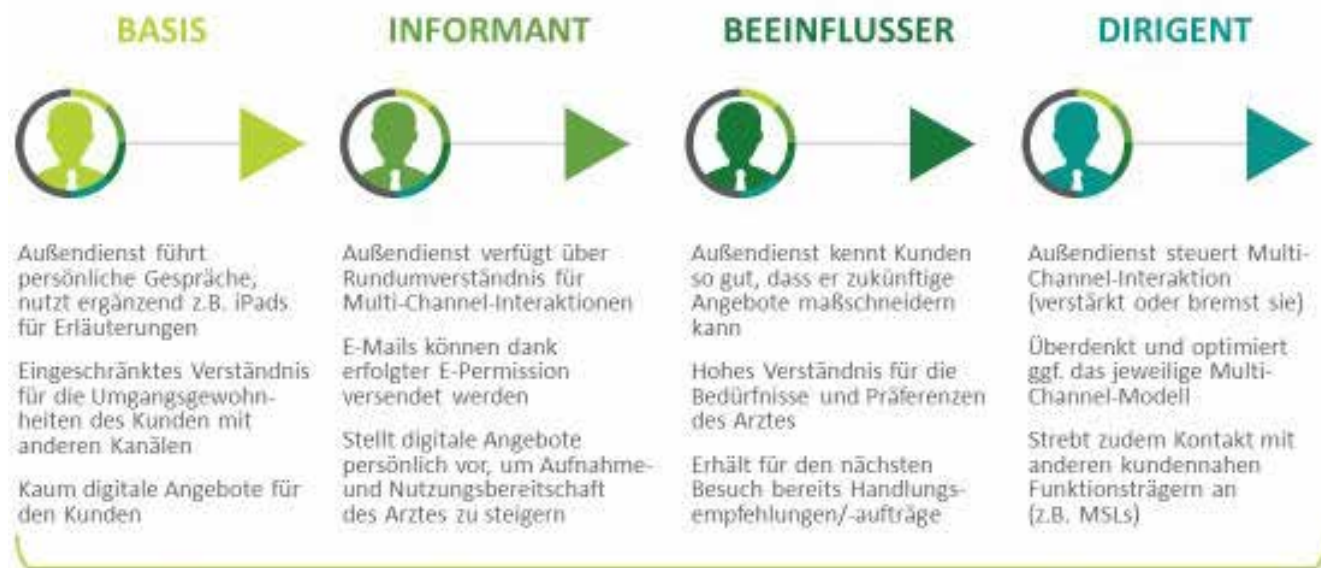 BASIS
Außendienst führt
persönliche Gespräche,
nutzt ergänzend z.B. iPads
für Erläuterungen
Eingeschränktes Verständnis
für die Umgangsgewohn-
heiten des Kunden mit
anderen Kanälen
Kaum digitale Angebote für
den Kunden
INFORMANT
Außendienst verfügt über
Rundumverständnis für
Multi-Channel-Interaktionen
E-Mails können dank
erfolgter E-Permission
versendet werden
Stellt digitale Angebote
persönlich vor, um Aufnahme-
und Nutzungsbereitschaft
des Arztes zu steigern
BEEINFLUSSER
Außendienst kennt Kunden
so gut, dass er zukünftige
Angebote maßschneidern
kann
Hohes Verständnis für die
Bedürfnisse und Präferenzen
des Arztes
Erhält für den nächsten
Besuch bereits Handlungs-
empfehlungen/-aufträge
DIRIGENT
Außendienst steuert Multi-
Channel-Interaktion
(verstärkt oder bremst sie)
Überdenkt und optimiert
ggf. das jeweilige Multi-
Channel-Modell
Strebt zudem Kontakt mit
anderen kundennahen
Funktionsträgern an
(z.B. MSLs)